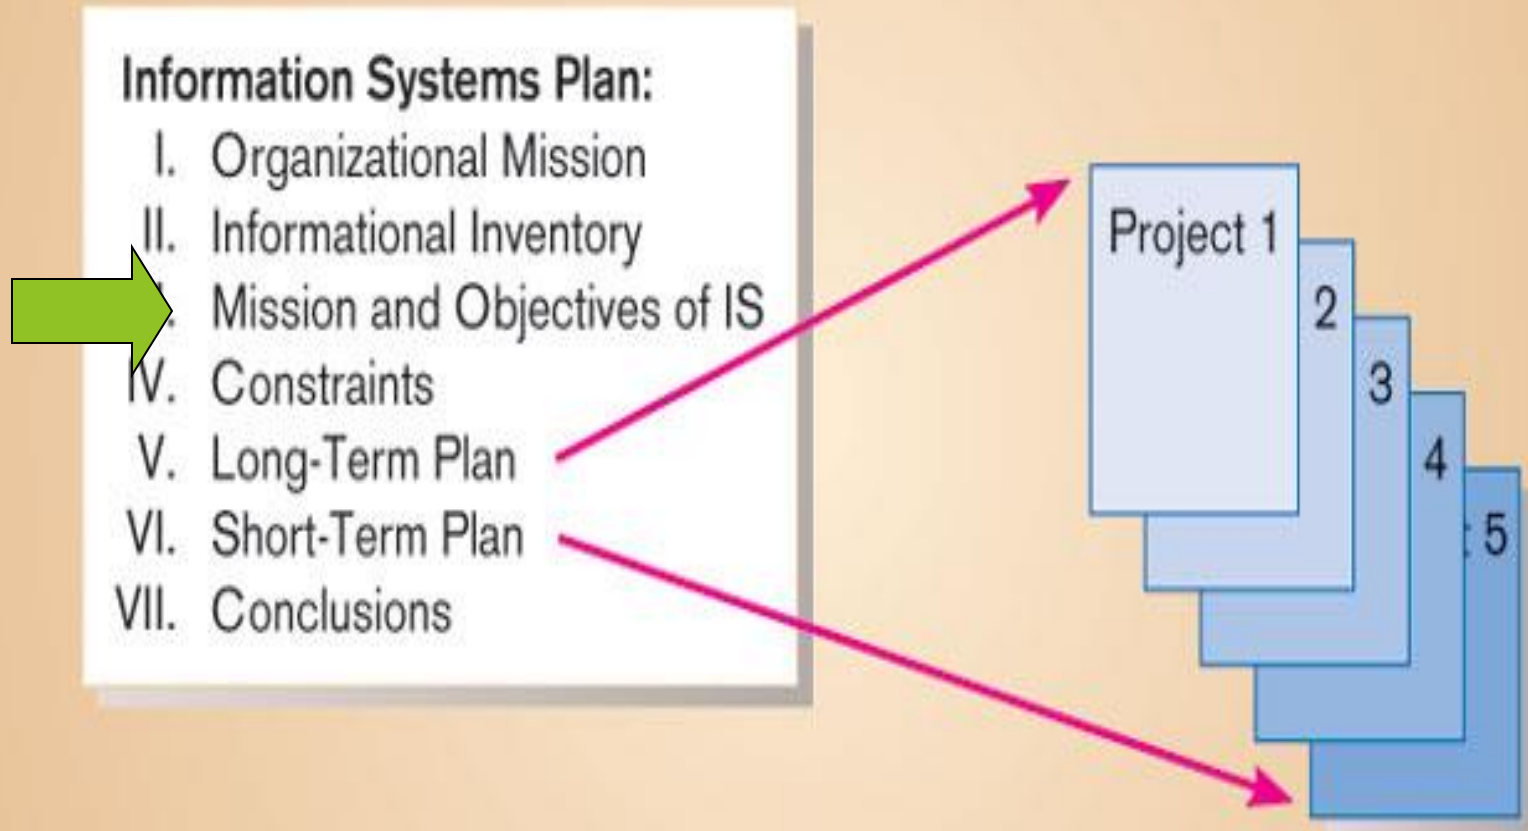 Information Systems Plan:
I. Organizational Mission
II. Informational Inventory
. Mission and Objectives of IS
IV. Constraints
V. Long-Term Plan
VI. Short-Term Plan
VII. Conclusions
Project 1
2
3
4
5